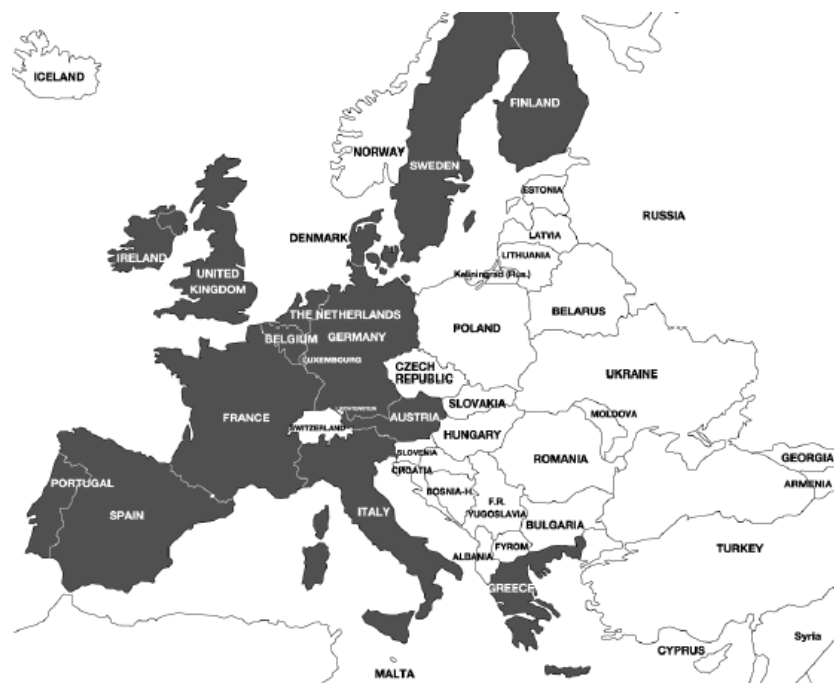 ICELAND
FINLAND
NORWAY
SWEDEN
ESTONIA
RUSSIA
DENMARK
LATVIA
LITHUANIA
IRELAND
UNITED
KINGDOM
Kaliningrad (Rus.)
BELARUS
THE NETHERLANDS
POLAND
BELGIUM
GERMANY
LUXEMBOURG
CZECH
REPUBLIC
UKRAINE
SLOVAKIA
LIECHTENSTEIN
FRANCE
AUSTRIA
MOLDOVA
SWITZERLAND
HUNGARY
SLOVENIA
ROMANIA
GEORGIA
CROATIA
PORTUGAL
ARMENIA
BOSNIA-H.
SPAIN
ITALY
F.R.
YUGOSLAVIA
BULGARIA
FYROM
TURKEY
ALBANIA
GREECE
Syria
CYPRUS
MALTA